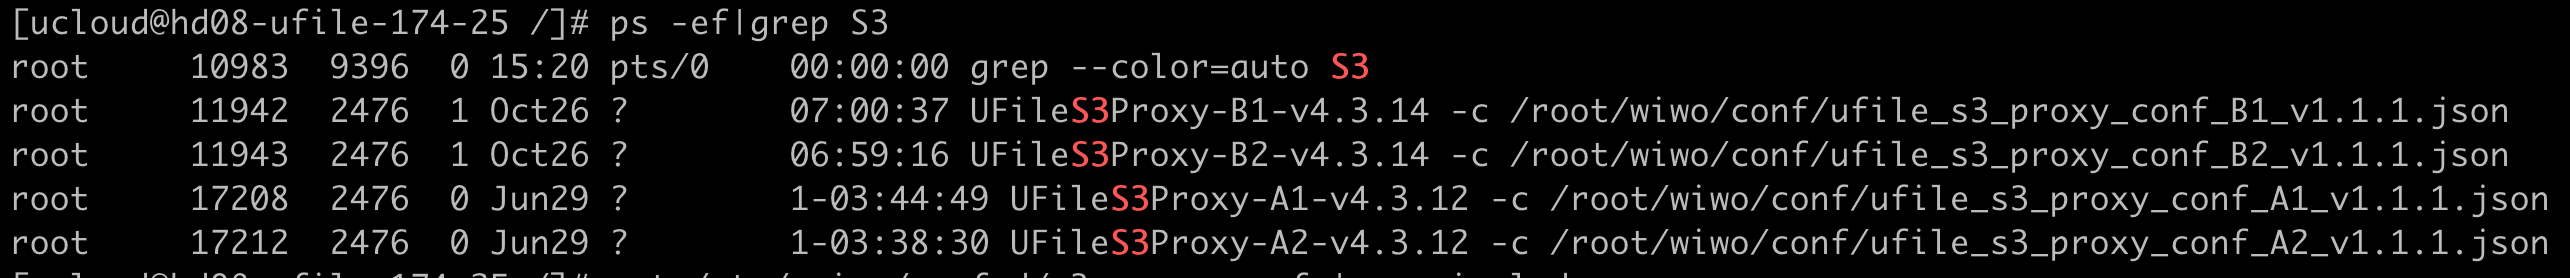 [ucloud@hd08-ufile-174-25 /]# ps -ef|grep S3
root     10983  9396  0 15:20 pts/0    00:00:00 grep --color=auto S3
root     11942  2476  1 Oct26 ?        07:00:37 UFileS3Proxy-B1-v4.3.14 -c /root/wiwo/conf/ufile_s3_proxy_conf_B1_v1.1.1.json
root     11943  2476  1 Oct26 ?        06:59:16 UFileS3Proxy-B2-v4.3.14 -c /root/wiwo/conf/ufile_s3_proxy_conf_B2_v1.1.1.json
root     17208  2476  0 Jun29 ?        1-03:44:49 UFileS3Proxy-A1-v4.3.12 -c /root/wiwo/conf/ufile_s3_proxy_conf_A1_v1.1.1.json
root     17212  2476  0 Jun29 ?        1-03:38:30 UFileS3Proxy-A2-v4.3.12 -c /root/wiwo/conf/ufile_s3_proxy_conf_A2_v1.1.1.json
[ucloud@hd08-ufile-174-25 /]#